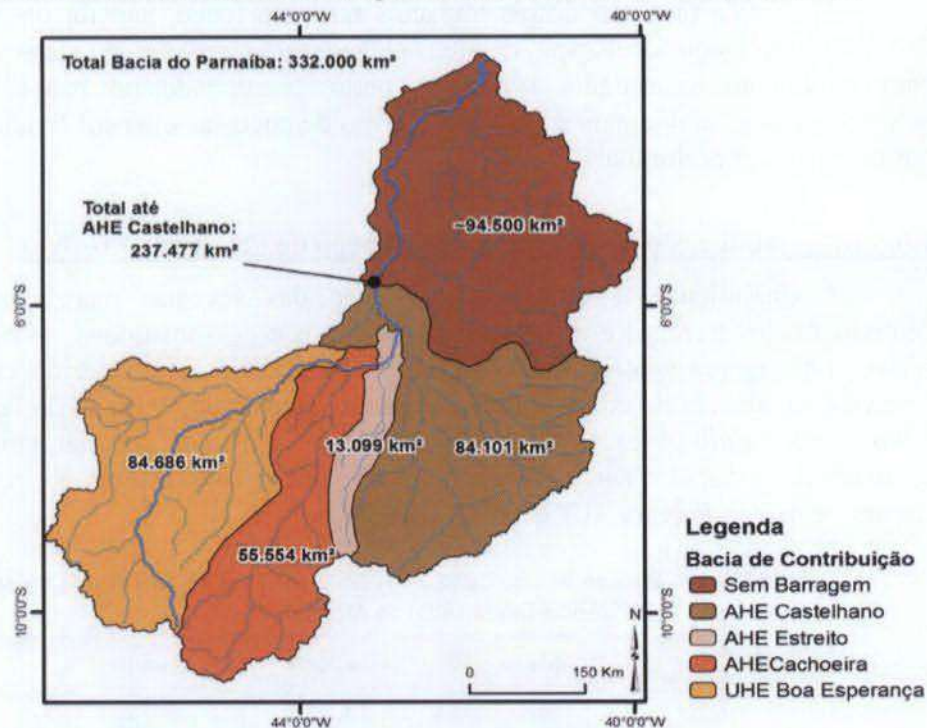 44°0'0"W
40°0'0"W
Total Bacia do Parnaíba: 332.000 km²
Total até
AHE Castelhano:
237.477 km²
~94.500 km²
6°0'0"S
6°0'0"S
84.686 km²
13.099 km²
84.101 km²
55.554 km²
10°0'0"S
10°0'0"S
Legenda
Bacia de Contribuição
Sem Barragem
AHE Castelhano
AHE Estreito
AHECachoeira
UHE Boa Esperança
N
S
0
150 Km
44°0'0"W
40°0'0"W